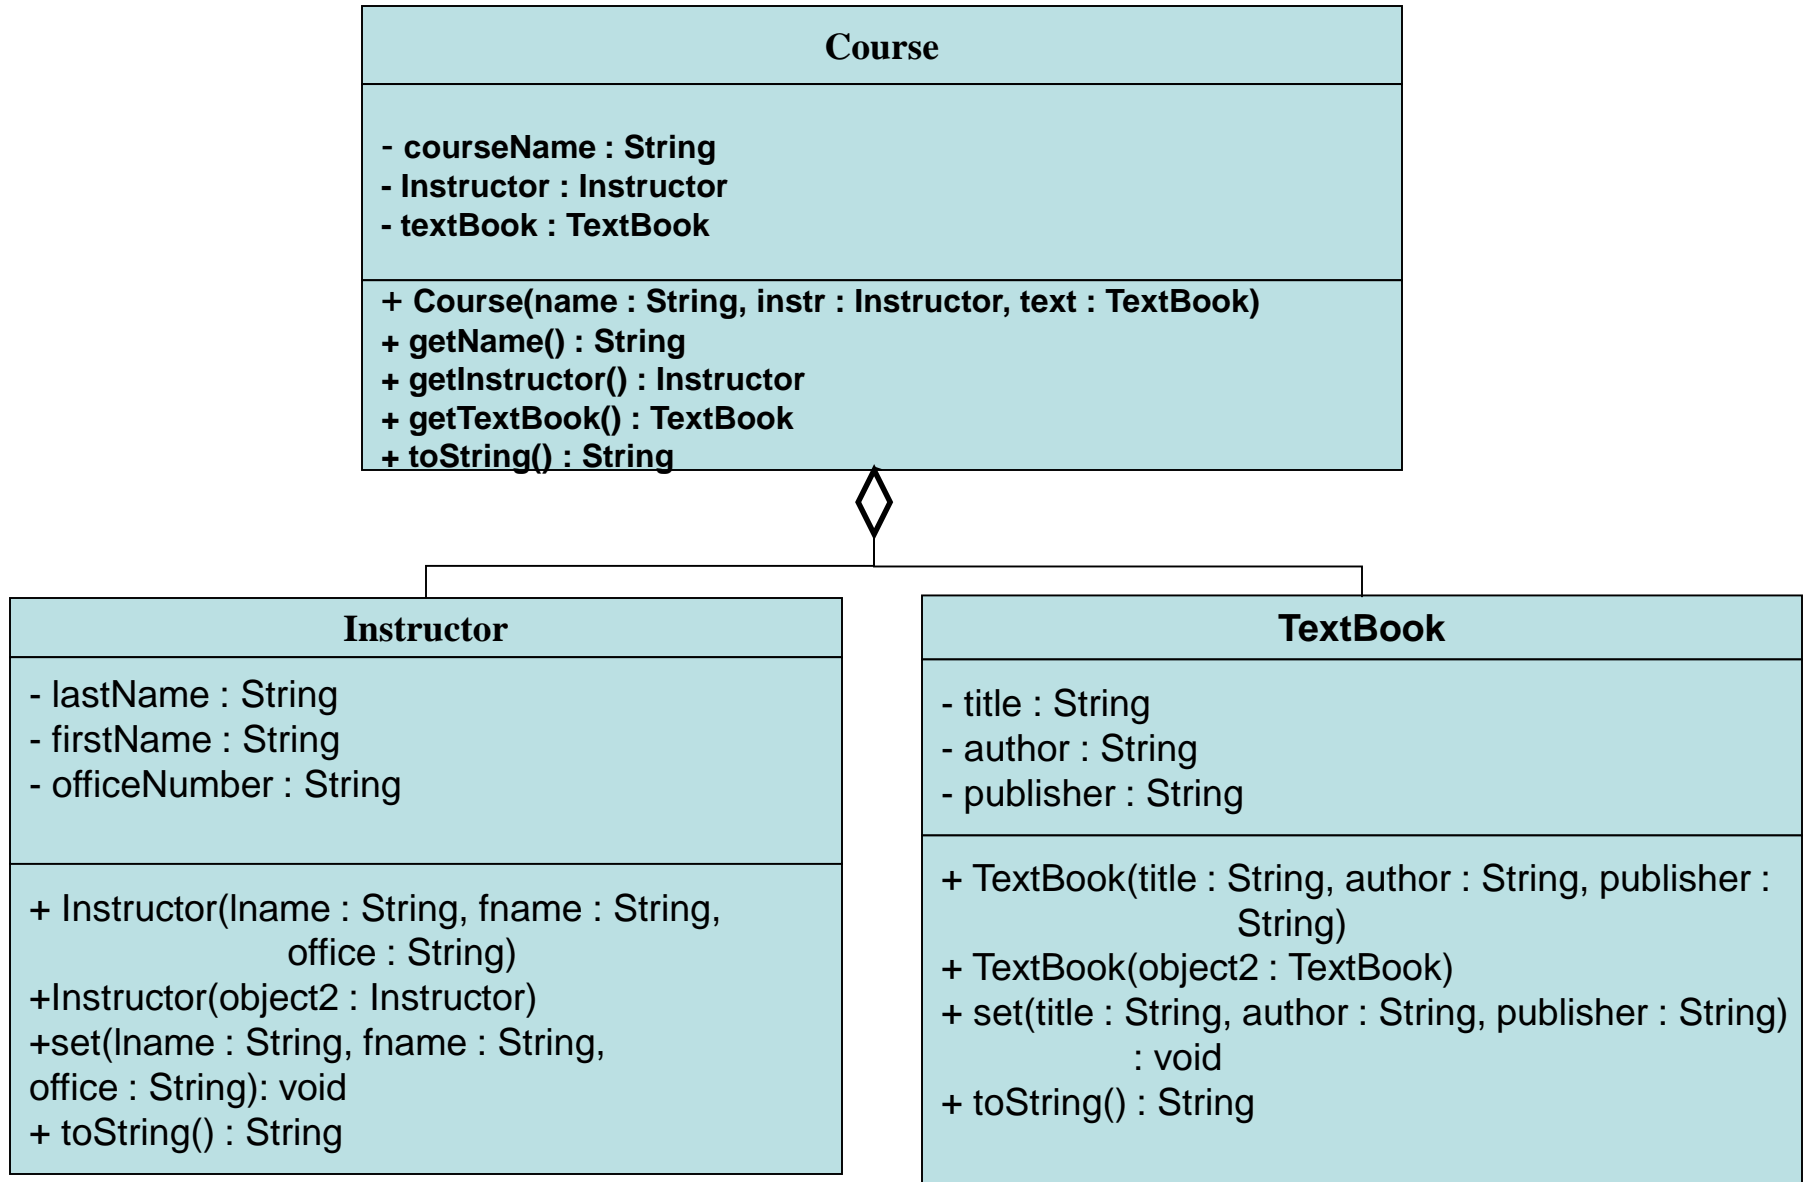 Course
- courseName : String
- Instructor : Instructor
- textBook : TextBook
+ Course(name : String, instr : Instructor, text : TextBook)
+ getName() : String
+ getInstructor() : Instructor
+ getTextBook() : TextBook
+ toString() : String
Instructor
- lastName : String
- firstName : String
- officeNumber : String
+ Instructor(lname : String, fname : String,
office : String)
+Instructor(object2 : Instructor)
+set(lname : String, fname : String,
office : String): void
+ toString() : String
TextBook
- title : String
- author : String
- publisher : String
+ TextBook(title : String, author : String, publisher :
String)
+ TextBook(object2 : TextBook)
+ set(title : String, author : String, publisher : String)
: void
+ toString() : String